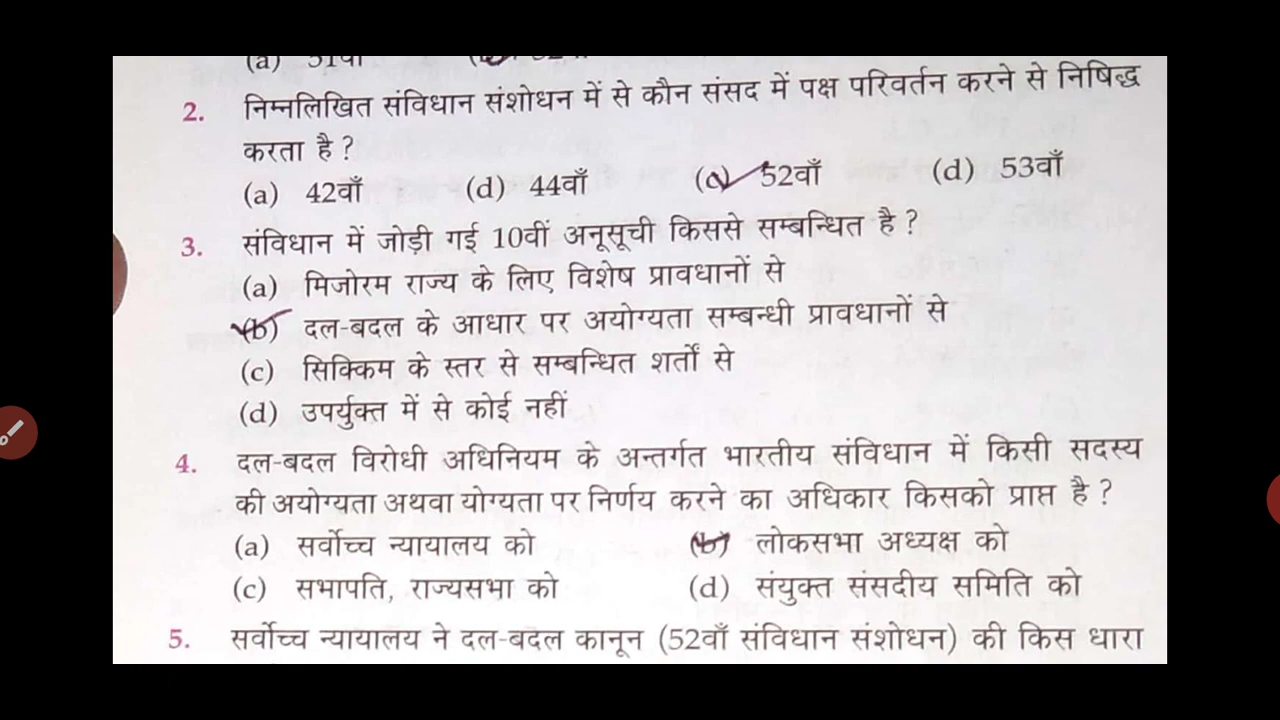 (a) 51वाँ
2. निम्नलिखित संविधान संशोधन में से कौन संसद में पक्ष परिवर्तन करने से निषिद्ध
करता है ?
(a) 42वाँ (d) 44वाँ (c) 52वाँ (d) 53वाँ
3. संविधान में जोड़ी गई 10वीं अनूसूची किससे सम्बन्धित है ?
(a) मिजोरम राज्य के लिए विशेष प्रावधानों से
(b) दल-बदल के आधार पर अयोग्यता सम्बन्धी प्रावधानों से
(c) सिक्किम के स्तर से सम्बन्धित शर्तों से
(d) उपर्युक्त में से कोई नहीं
4. दल-बदल विरोधी अधिनियम के अन्तर्गत भारतीय संविधान में किसी सदस्य
की अयोग्यता अथवा योग्यता पर निर्णय करने का अधिकार किसको प्राप्त है ?
(a) सर्वोच्च न्यायालय को (b) लोकसभा अध्यक्ष को
(c) सभापति, राज्यसभा को (d) संयुक्त संसदीय समिति को
5. सर्वोच्च न्यायालय ने दल-बदल कानून (52वाँ संविधान संशोधन) की किस धारा